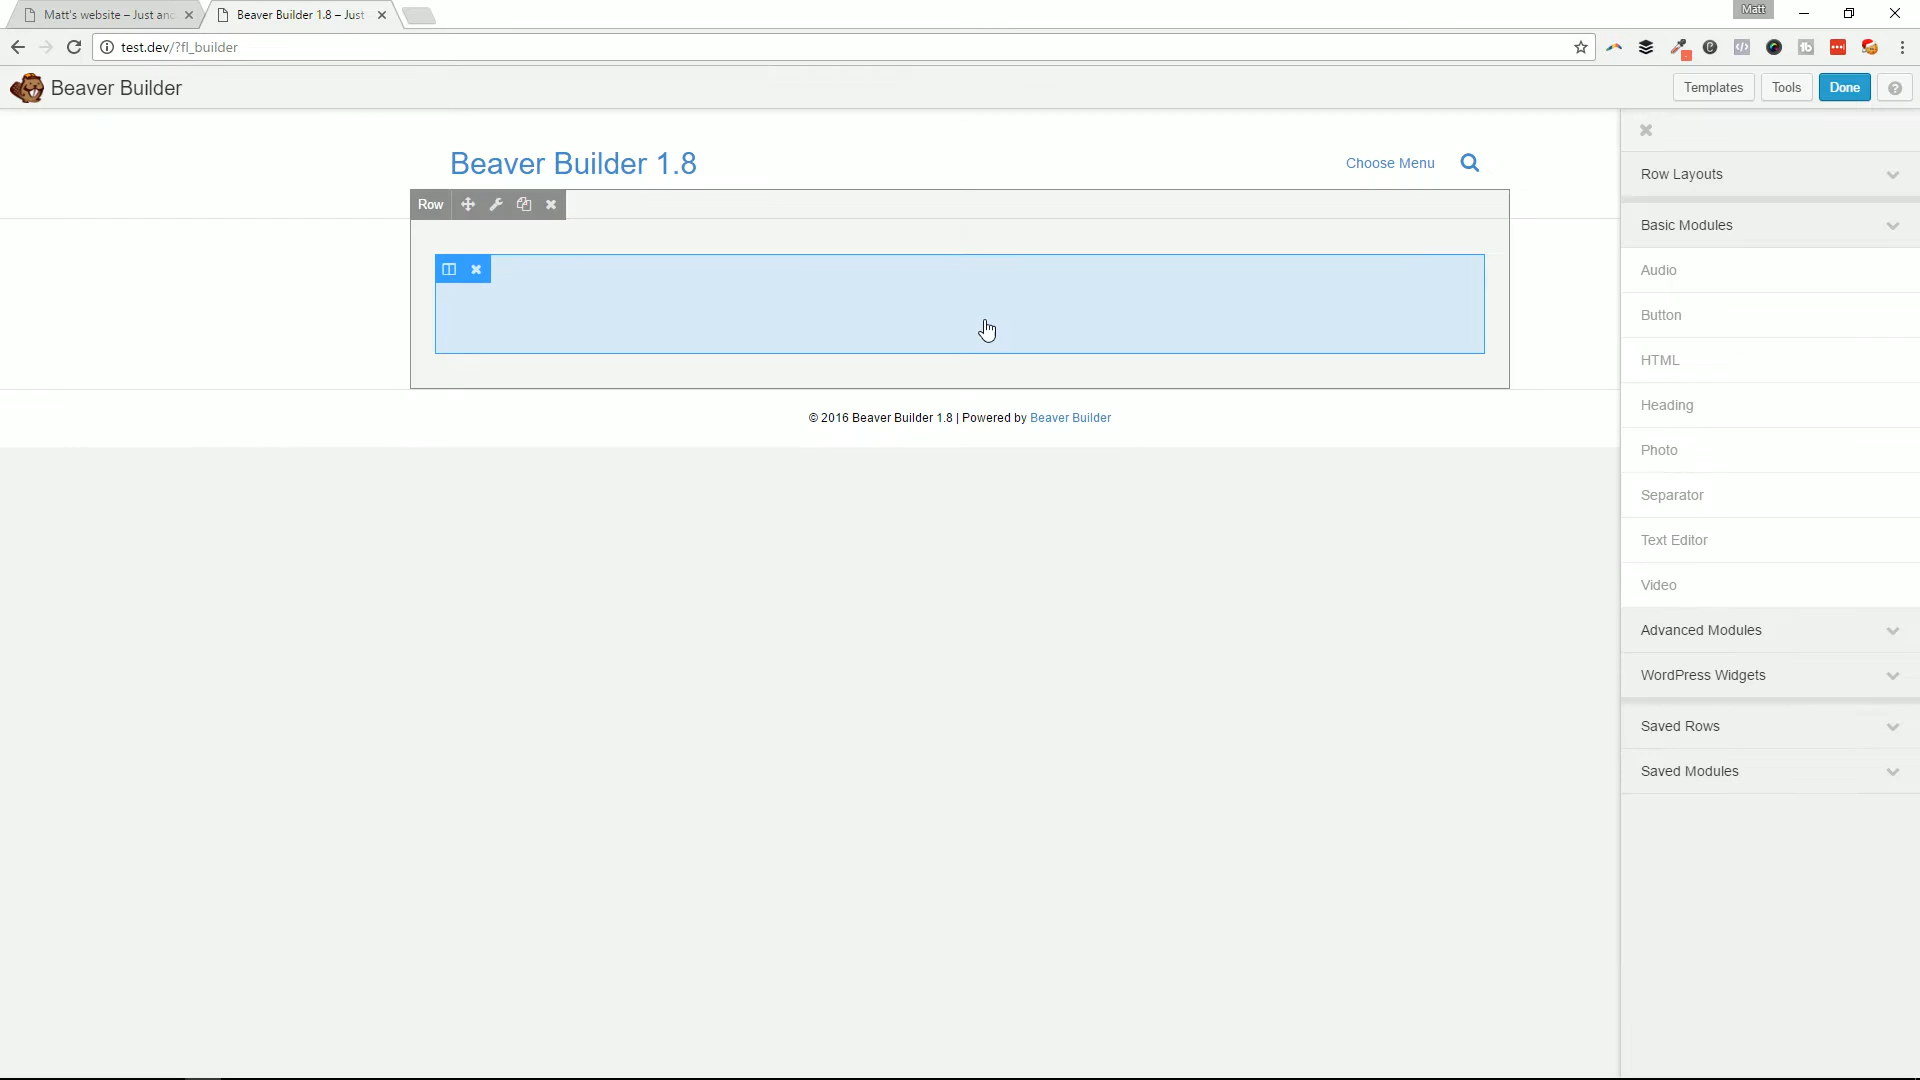 Matt's website – Just an
Beaver Builder 1.8 – Just
Matt
test.dev/?fl_builder
Beaver Builder
Templates
Tools
Done
?
Beaver Builder 1.8
Choose Menu
Row
Row Layouts
Basic Modules
Audio
Button
HTML
Heading
Photo
Separator
Text Editor
Video
Advanced Modules
WordPress Widgets
Saved Rows
Saved Modules
© 2016 Beaver Builder 1.8 | Powered by Beaver Builder